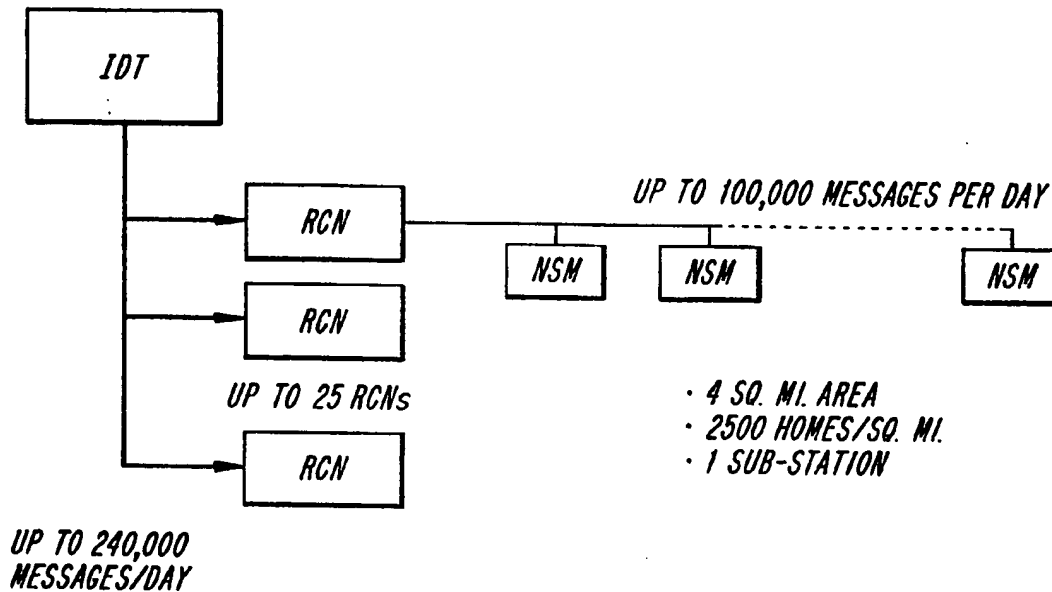 IDT
RCN
UP TO 100,000 MESSAGES PER DAY
NSM
NSM
NSM
RCN
UP TO 25 RCNs
RCN
· 4 SQ. MI. AREA
· 2500 HOMES/SQ. MI.
· 1 SUB-STATION
UP TO 240,000
MESSAGES/DAY